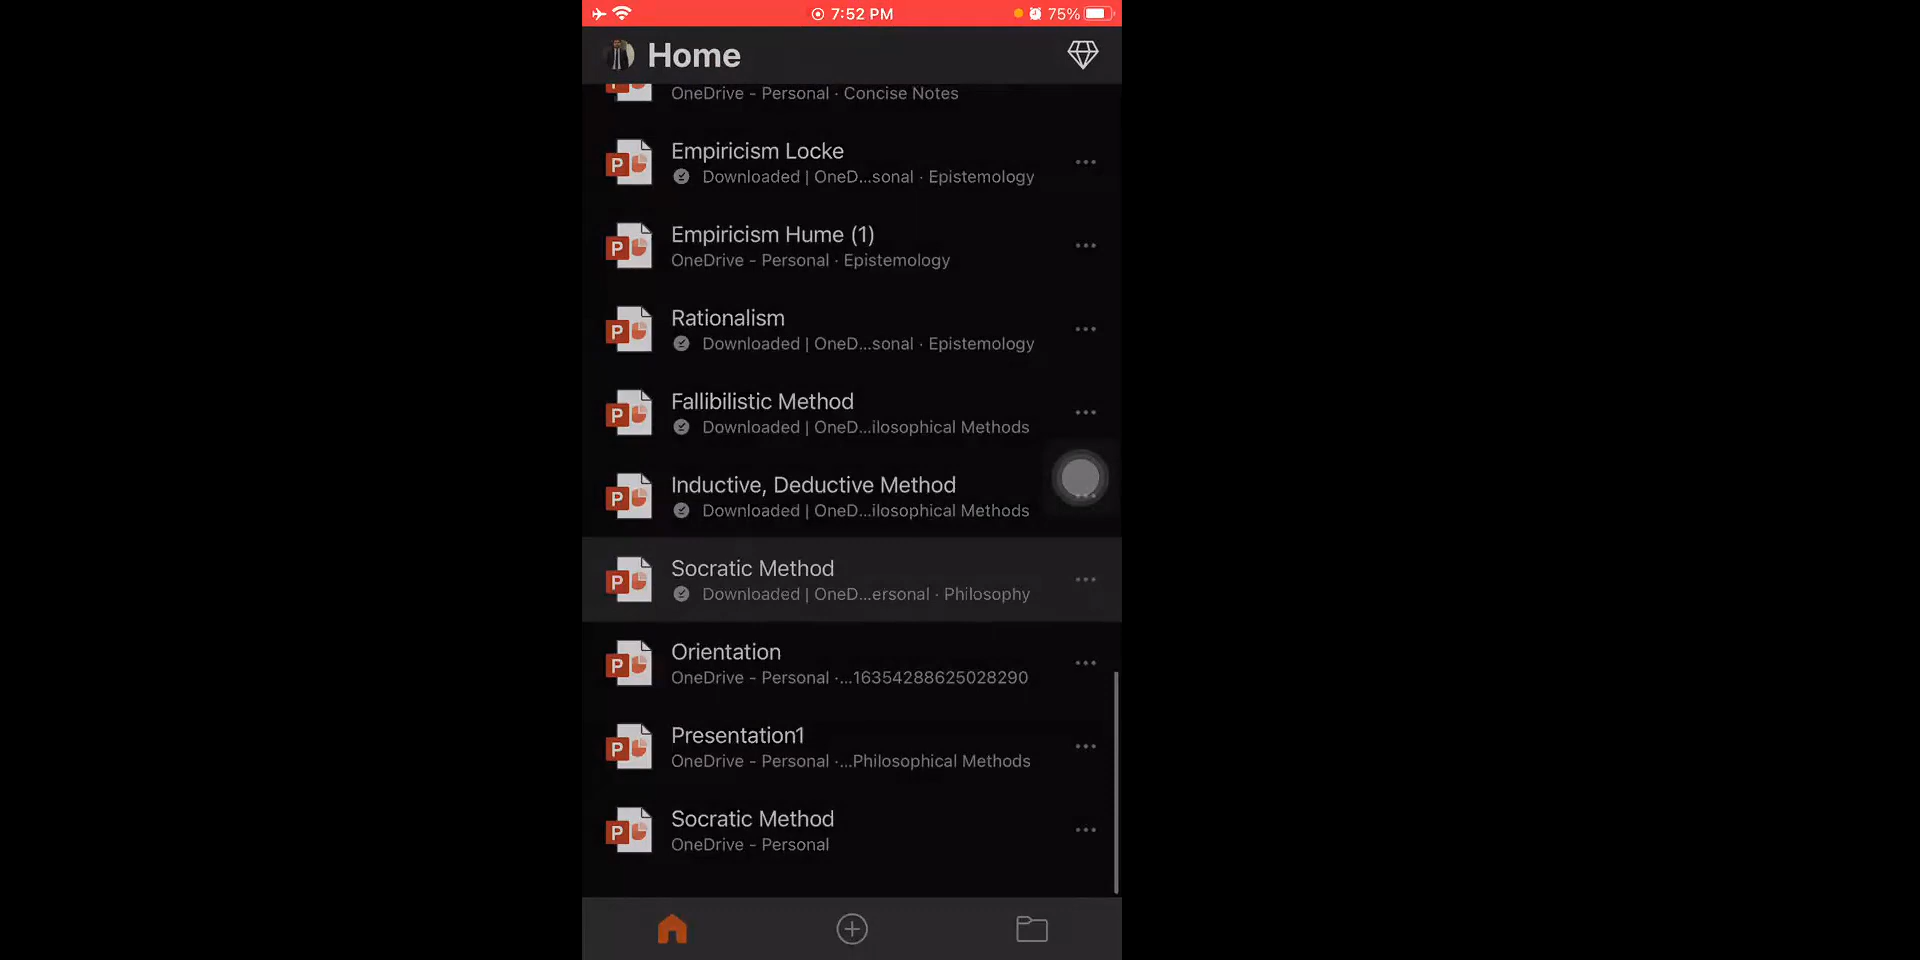 7:52 PM
75%
Home
OneDrive - Personal · Concise Notes
P
Empiricism Locke
Downloaded | OneD...sonal · Epistemology
P
Empiricism Hume (1)
OneDrive - Personal · Epistemology
P
Rationalism
Downloaded | OneD...sonal · Epistemology
P
Fallibilistic Method
Downloaded | OneD...ilosophical Methods
P
Inductive, Deductive Method
Downloaded | OneD...ilosophical Methods
P
Socratic Method
Downloaded | OneD...ersonal · Philosophy
P
Orientation
OneDrive - Personal ·...16354288625028290
P
Presentation1
OneDrive - Personal ·...Philosophical Methods
P
Socratic Method
OneDrive - Personal
P